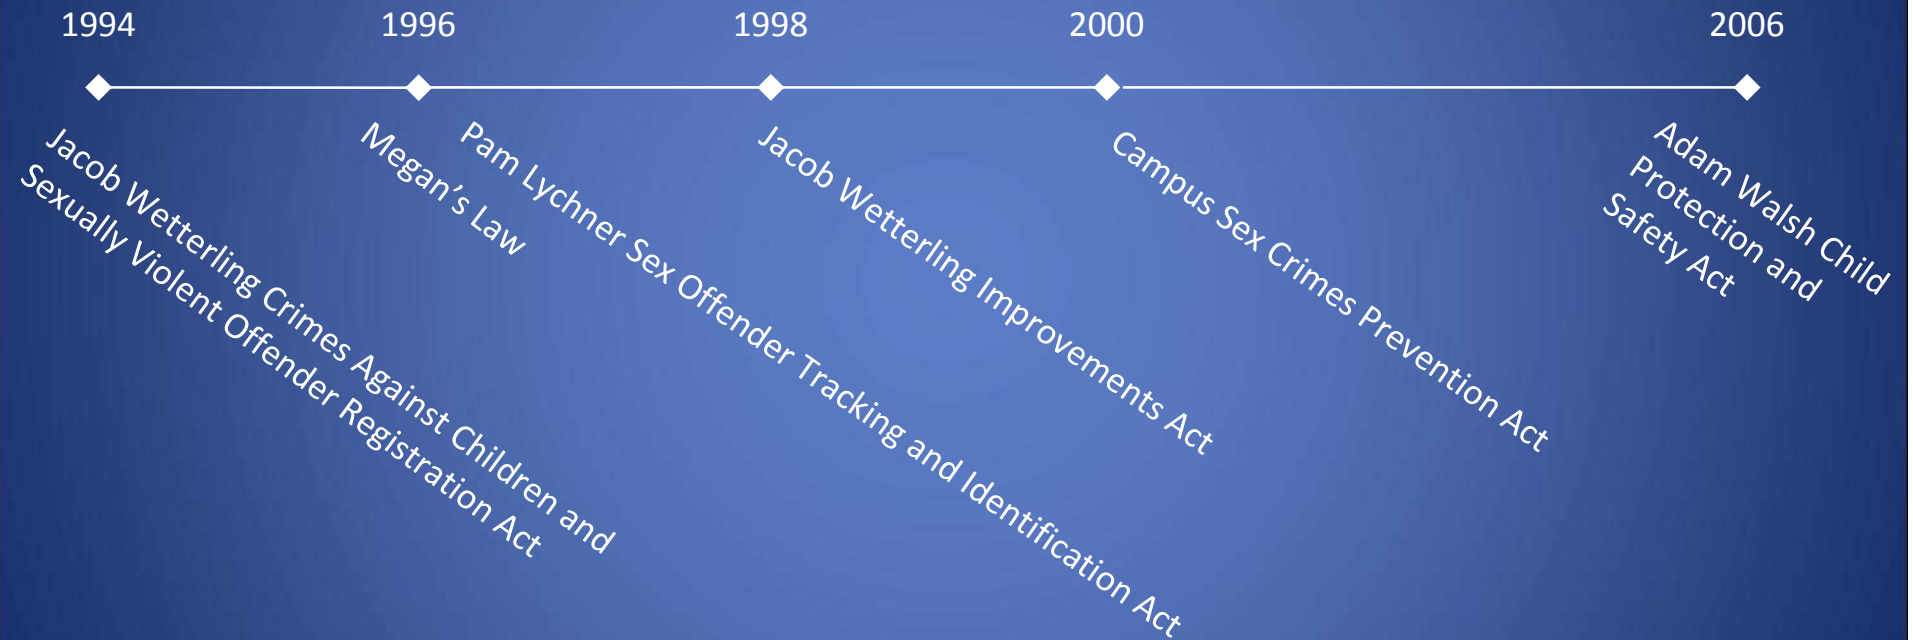 1994
1996
1998
2000
2006
Jacob Wetterling Crimes Against Children and
Sexually Violent Offender Registration Act
Megan’s Law
Pam Lychner Sex Offender Tracking and Identification Act
Jacob Wetterling Improvements Act
Campus Sex Crimes Prevention Act
Adam Walsh Child
Protection and
Safety Act